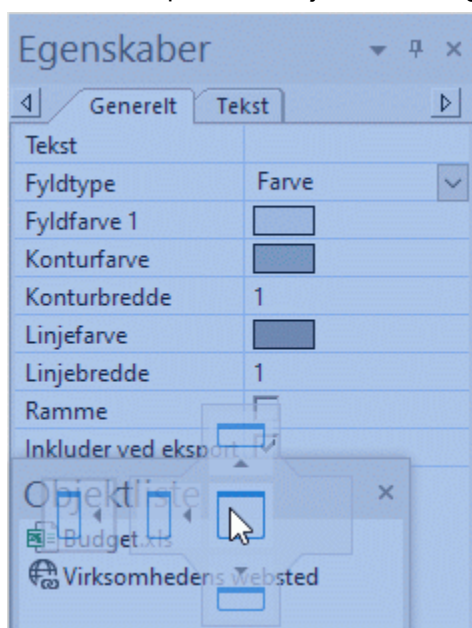 Egenskaber
Generelt Tekst
Tekst
Fyldtype Farve
Fyldfarve 1
Konturfarve
Konturbredde 1
Linjefarve
Linjebredde 1
Ramme
Inkluder ved eksport
Objektliste
Budget.xls
Virksomhedens websted